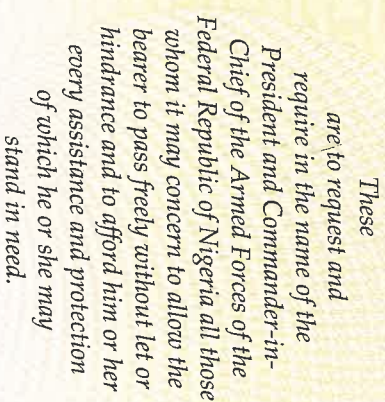 These
are to request and
require in the name of the
President and Commander-in-
Chief of the Armed Forces of the
Federal Republic of Nigeria all those
whom it may concern to allow the
bearer to pass freely without let or
hindrance and to afford him or her
every assistance and protection
of which he or she may
stand in need.